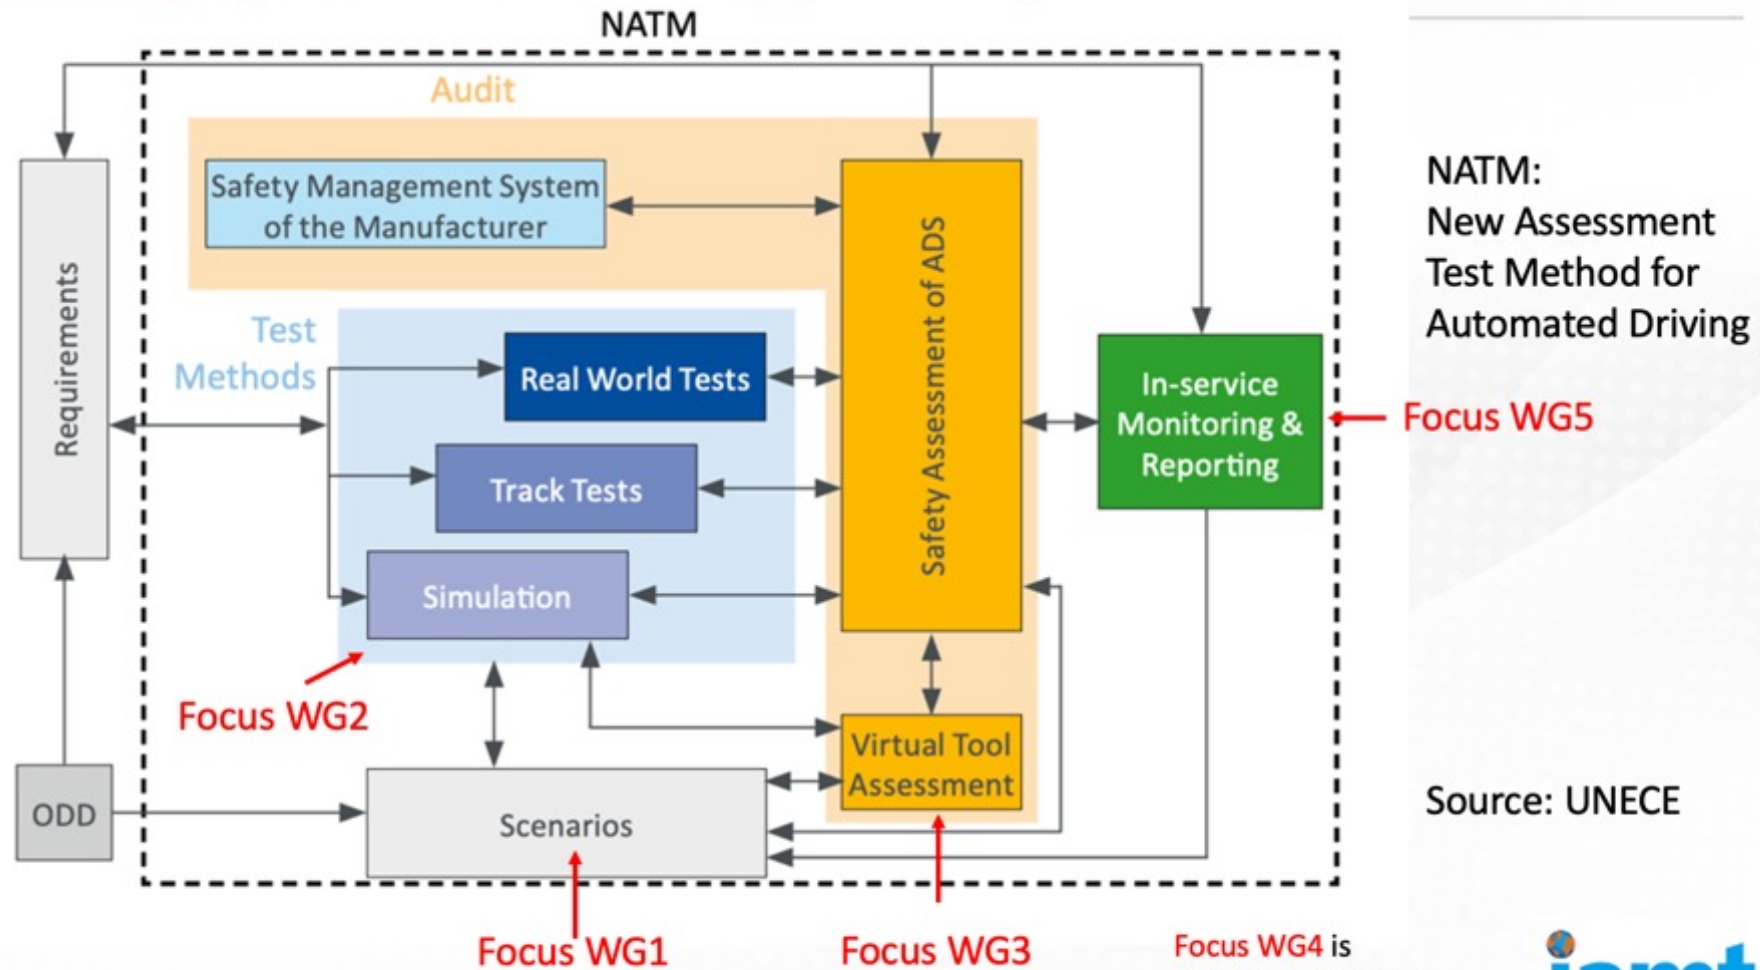 NATM
Audit
Safety Management System
of the Manufacturer
Requirements
Safety Assessment of ADS
Test
Methods
Real World Tests
Track Tests
Simulation
In-service
Monitoring &
Reporting
Focus WG5
Focus WG2
Virtual Tool
Assessment
ODD
Scenarios
Focus WG1
Focus WG3
Focus WG4 is
NATM:
New Assessment
Test Method for
Automated Driving
Source: UNECE